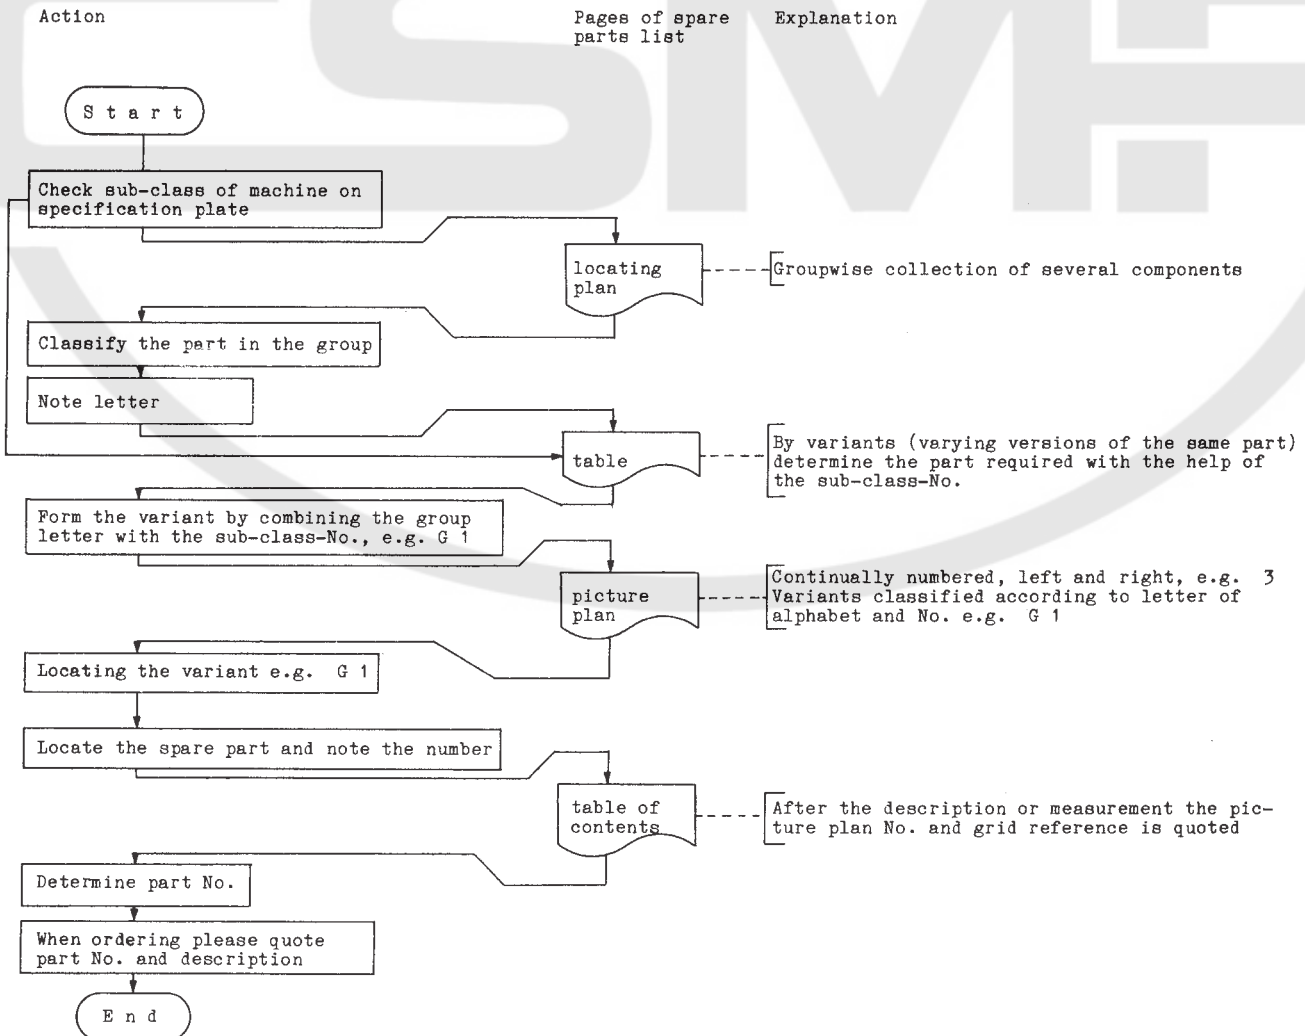 Action
Pages of spare
parts list
Explanation
S t a r t
Check sub-class of machine on
specification plate
locating
plan
Groupwise collection of several components
Classify the part in the group
Note letter
table
By variants (varying versions of the same part)
determine the part required with the help of
the sub-class-No.
Form the variant by combining the group
letter with the sub-class-No., e.g. G 1
picture
plan
Continually numbered, left and right, e.g. 3
Variants classified according to letter of
alphabet and No. e.g. G 1
Locating the variant e.g. G 1
Locate the spare part and note the number
table of
contents
After the description or measurement the pic-
ture plan No. and grid reference is quoted
Determine part No.
When ordering please quote
part No. and description
E n d